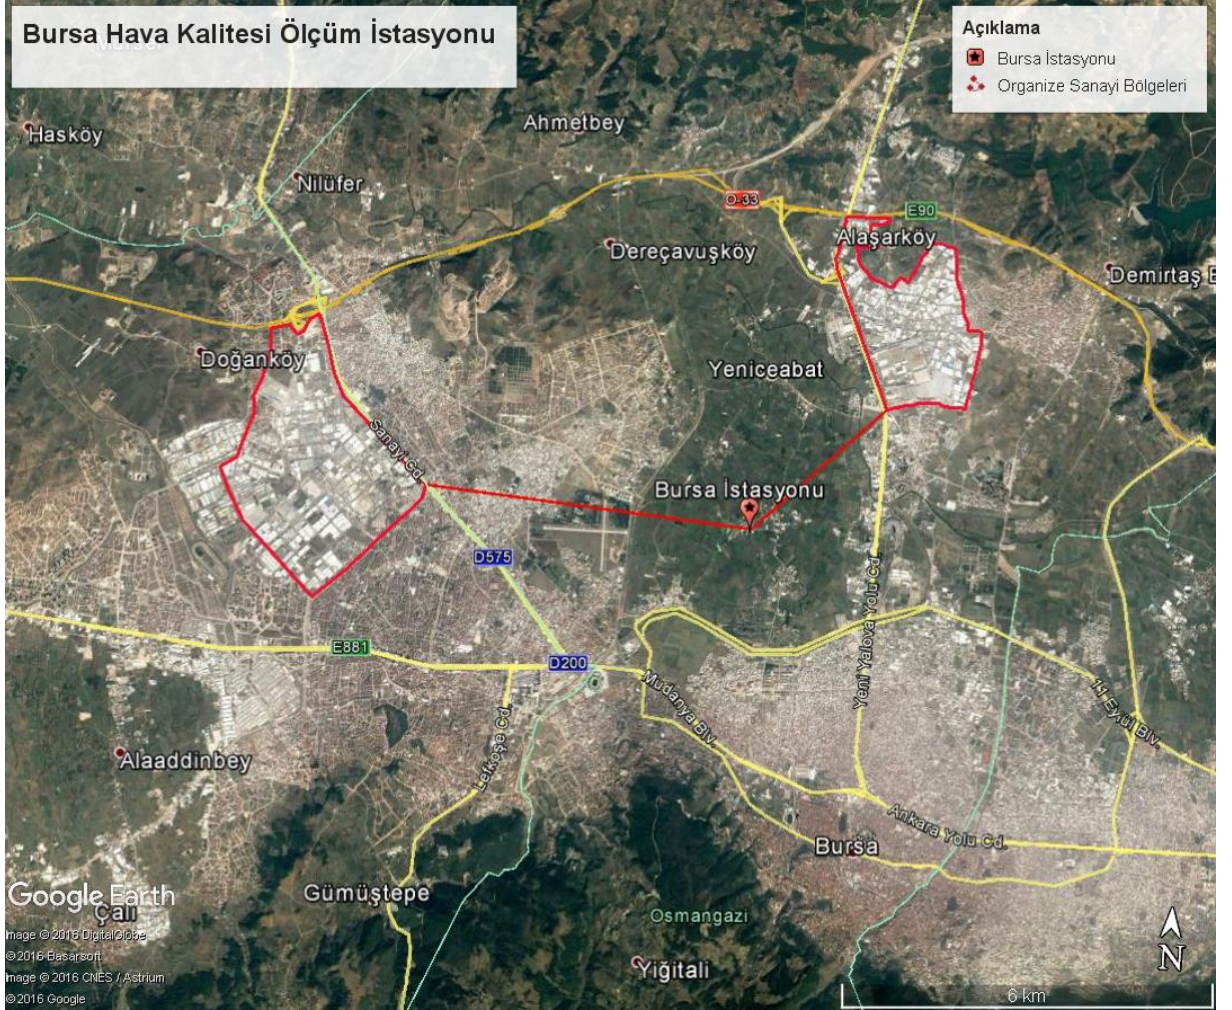 Bursa Hava Kalitesi Ölçüm İstasyonu
Açıklama
Bursa İstasyonu
Organize Sanayi Bölgeleri
Hasköy
Ahmetbey
Nilüfer
O-33
E90
Alaşarköy
Dereçavuşköy
Demirtaş B
Doğanköy
Yeniceabat
Sanayi Cd.
Bursa İstasyonu
D575
Yeni Yalova Yolu Cd.
E881
D200
Mudanya Blv.
11 Eylül Blv.
Lefkoşe Cd.
Alaaddinbey
Ankara Yolu Cd.
Bursa
Gümüştepe
Google Earth
Çalı
Osmangazi
Image © 2016 DigitalGlobe
© 2016 Basarsoft
Image © 2016 CNES / Astrium
© 2016 Google
Yiğitali
N
6 km